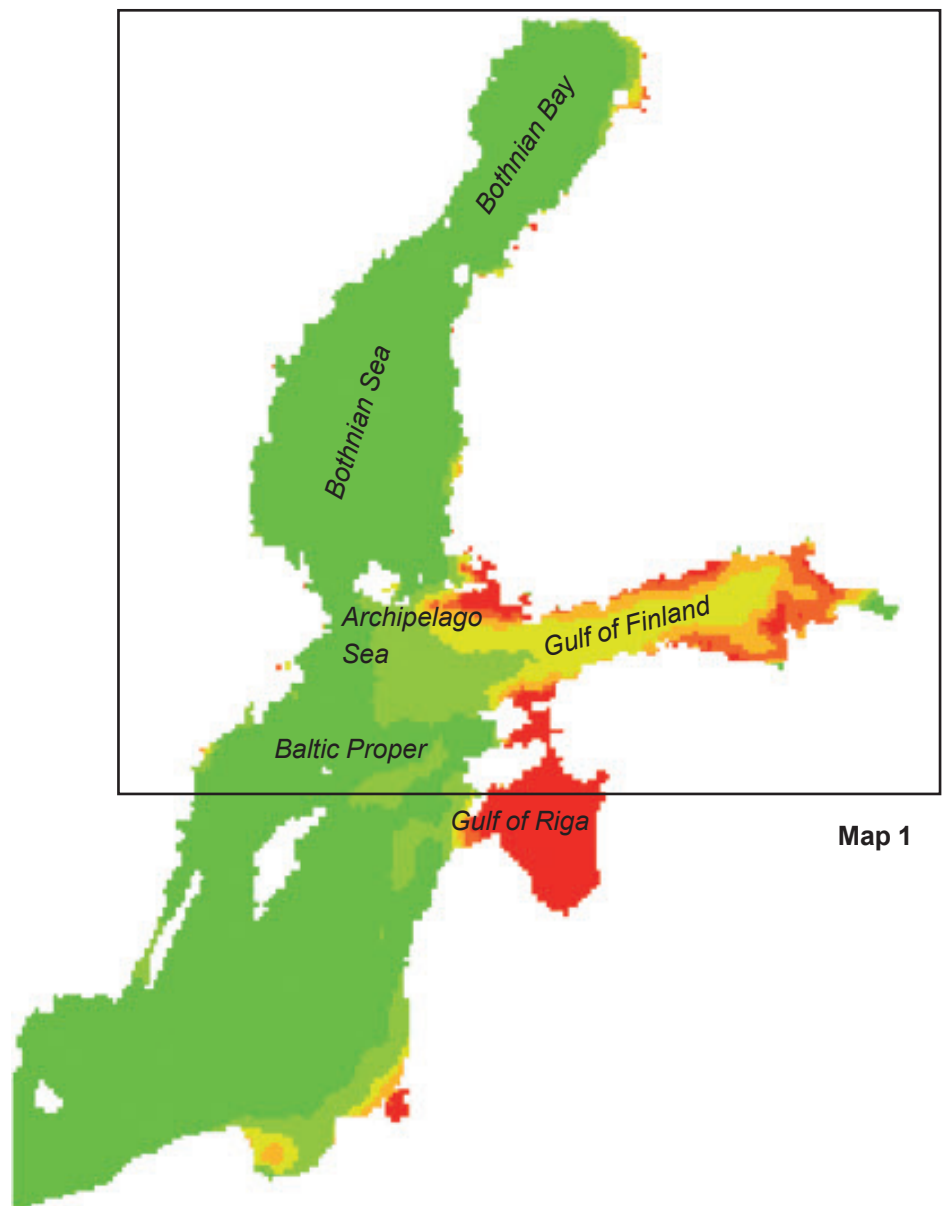 Bothnian Bay
Bothnian Sea
Archipelago
Sea
Gulf of Finland
Baltic Proper
Gulf of Riga
Map 1